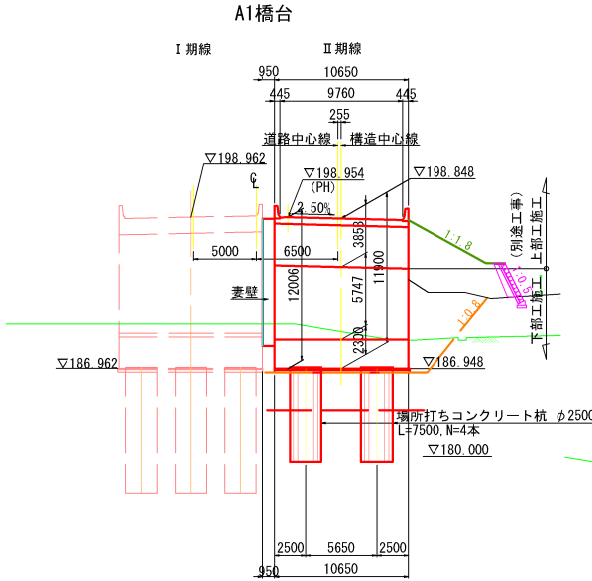 A1橋台
Ⅰ期線
Ⅱ期線
950
10650
445
9760
445
255
道路中心線
構造中心線
▽198.962
▽198.954
(PH)
▽198.848
℄
2.50%
3853
11900
12006
5747
2300
5000
6500
妻壁
1:1.8
1:0.5
1:0.8
(別途工事)
上部工施工
下部工施工
▽186.962
▽186.948
場所打ちコンクリート杭 φ2500
L=7500,N=4本
▽180.000
2500
5650
2500
950
10650